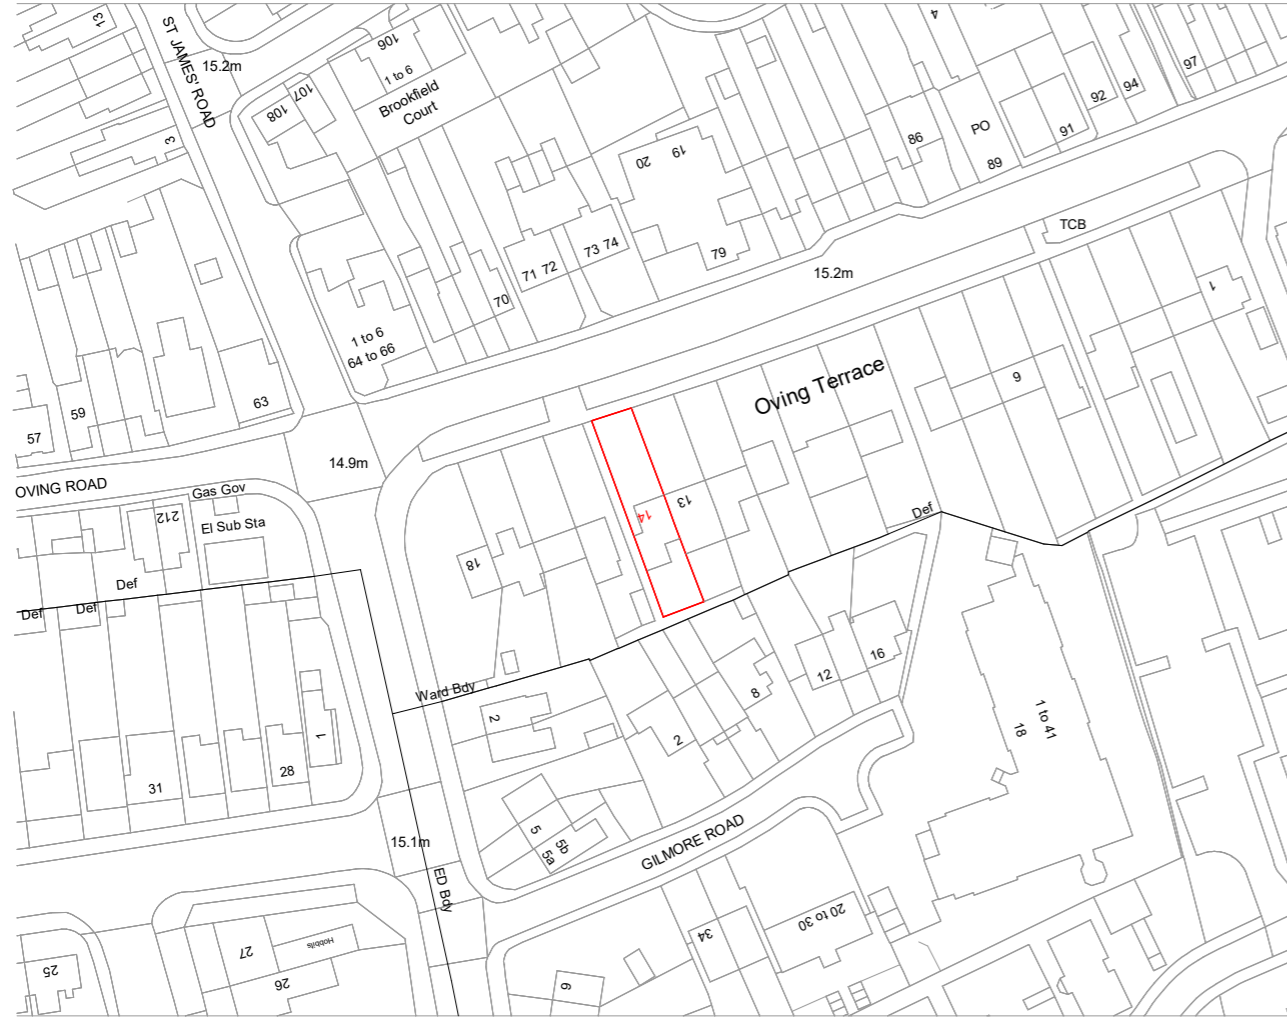 13
ST JAMES' ROAD
15.2m
106
1 to 6
Brookfield
Court
107
108
3
4
97
94
92
91
PO
89
86
20
19
79
73 74
71 72
70
TCB
15.2m
1
1 to 6
64 to 66
63
59
57
9
Oving Terrace
14.9m
OVING ROAD
Gas Gov
212
El Sub Sta
13
14
18
Def
Def
Def
Def
Ward Bdy
2
2
8
12
16
1 to 41
18
1
28
31
15.1m
ED Bdy
5
5b
5a
GILMORE ROAD
34
20 to 30
27
Hobbits
26
25
6